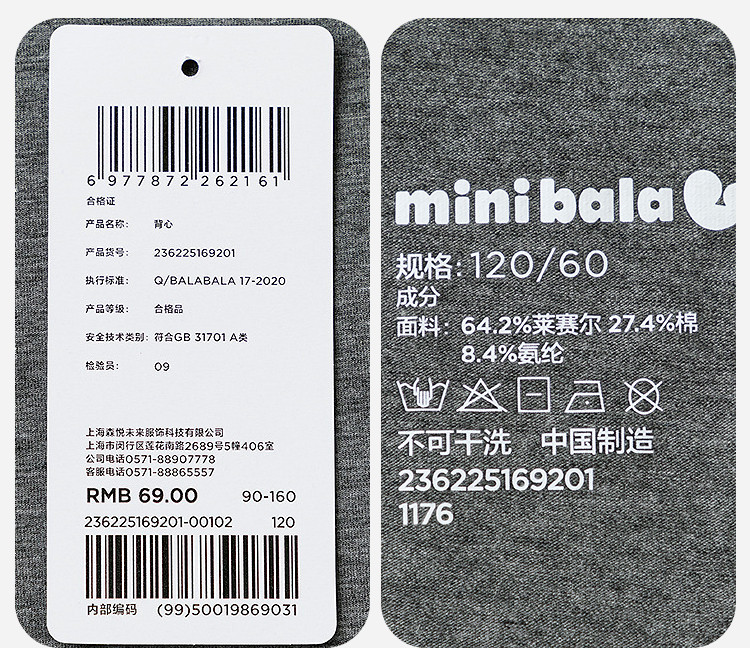 6 977872 262161
合格证
产品名称: 背心
产品货号: 236225169201
执行标准: Q/BALABALA 17-2020
产品等级: 合格品
安全技术类别: 符合GB 31701 A类
检验员: 09
上海森悦未来服饰科技有限公司
上海市闵行区莲花南路2689号5幢406室
公司电话0571-88907778
客服电话0571-88865557
RMB 69.00 90-160
236225169201-00102 120
内部编码 (99)50019869031
mini bala
规格: 120/60
成分
面料: 64.2%莱赛尔 27.4%棉
8.4%氨纶
不可干洗 中国制造
236225169201
1176